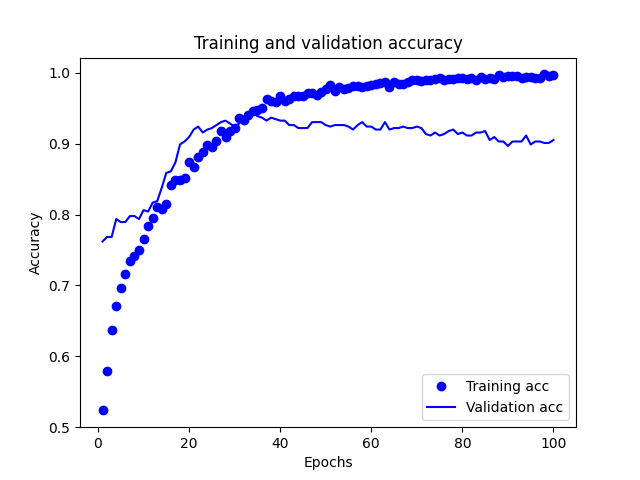 Training and validation accuracy
1.0
0.9
0.8
0.7
0.6
0.5
Accuracy
0
20
40
60
80
100
Epochs
Training acc
Validation acc